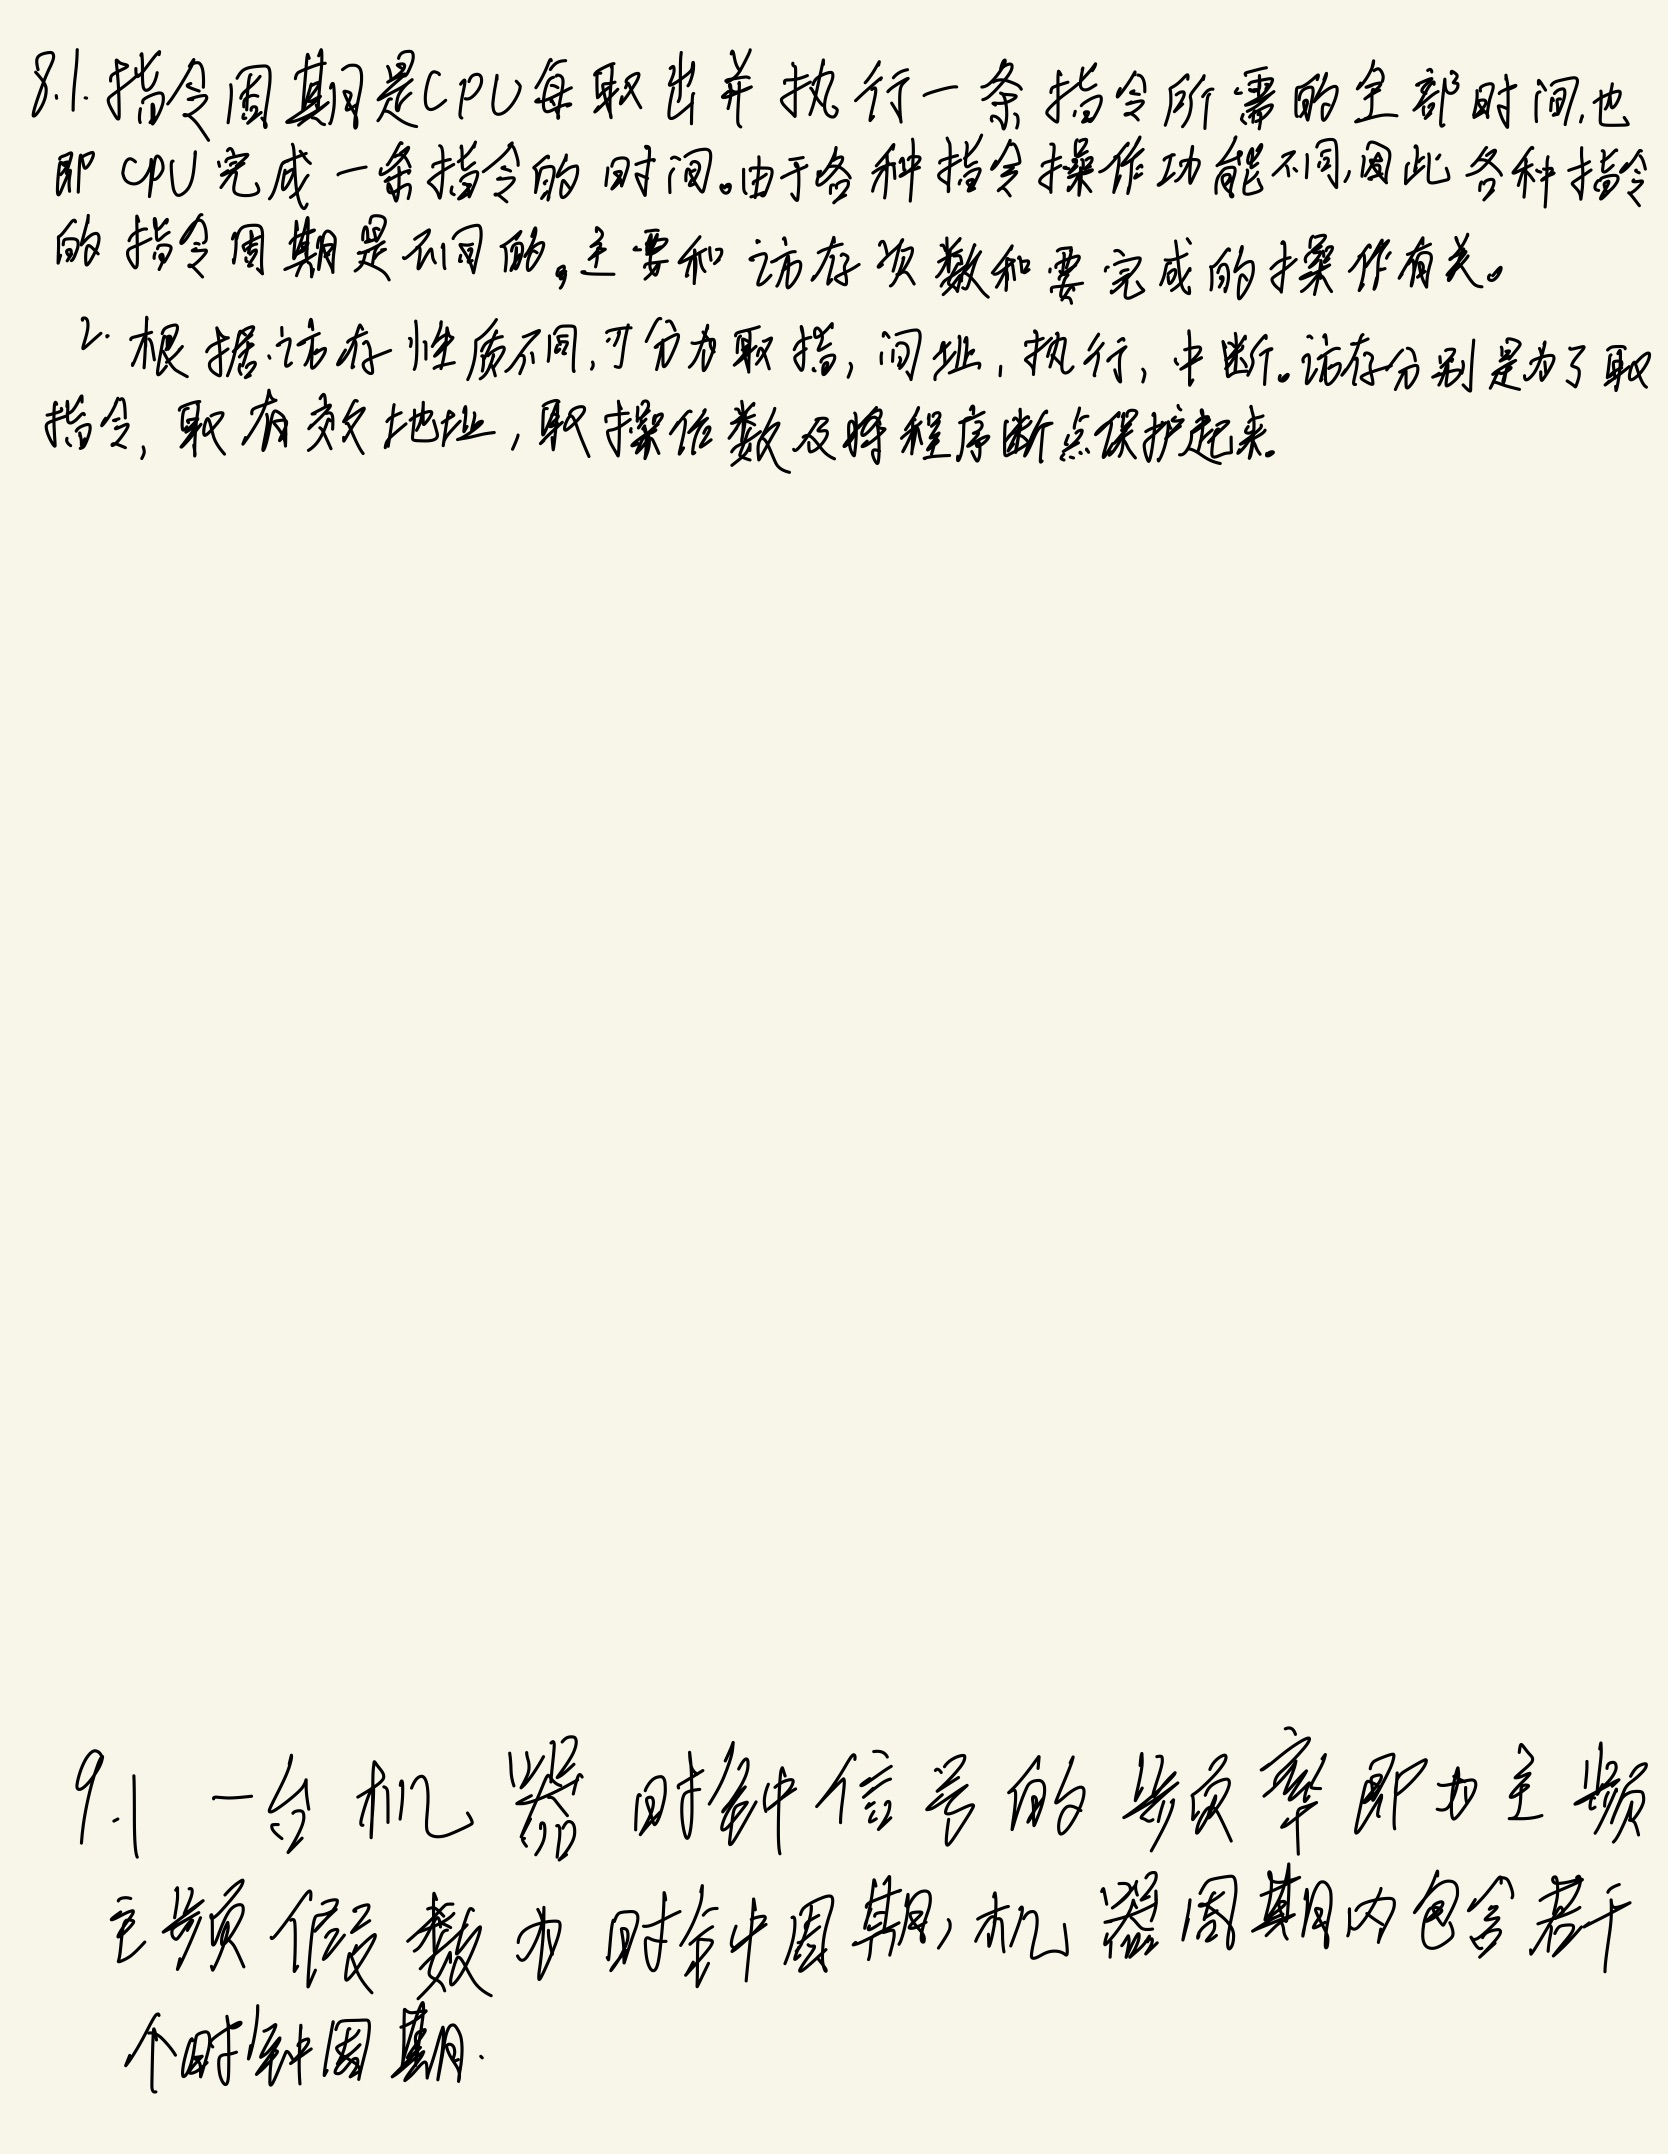 8.1.指令周期是CPU每取出并执行一条指令所需的全部时间,也
即CPU完成一条指令的时间。由于各种指令操作功能不同,因此各种指令
的指令周期是不同的,主要和访存次数和要完成的操作有关。
2.根据访存性质不同,可分为取指,间址,执行,中断。访存分别是为了取
指令,取有效地址,取操作数及将程序断点保护起来.
9.1 一台机器时钟信号的频率即为主频
主频倒数为时钟周期,机器周期内包含若干
个时钟周期.